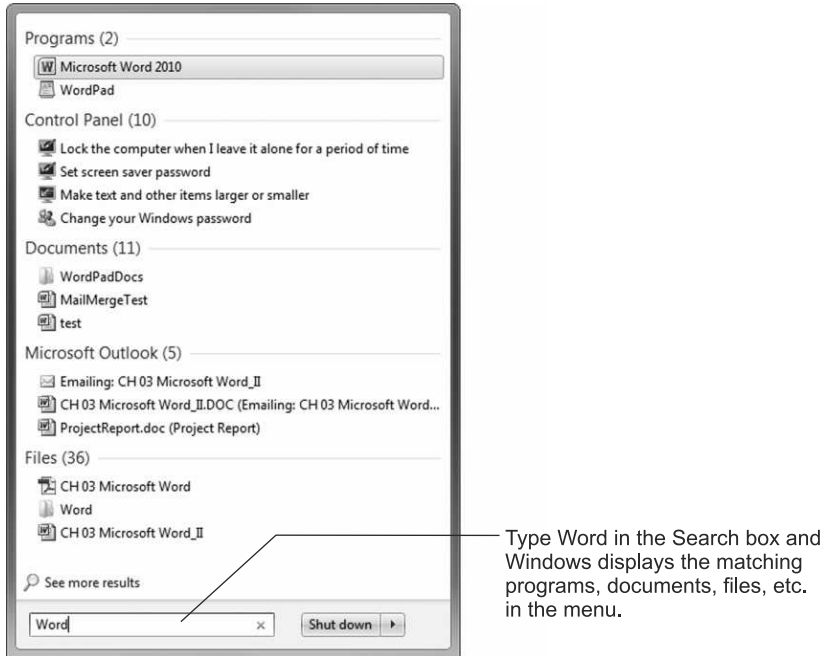 Programs (2)
Microsoft Word 2010
WordPad
Control Panel (10)
Lock the computer when I leave it alone for a period of time
Set screen saver password
Make text and other items larger or smaller
Change your Windows password
Documents (11)
WordPadDocs
MailMergeTest
test
Microsoft Outlook (5)
Emailing: CH 03 Microsoft Word_II
CH 03 Microsoft Word_II.DOC (Emailing: CH 03 Microsoft Word...
ProjectReport.doc (Project Report)
Files (36)
CH 03 Microsoft Word
Word
CH 03 Microsoft Word_II
See more results
Word
Shut down
Type Word in the Search box and
Windows displays the matching
programs, documents, files, etc.
in the menu.